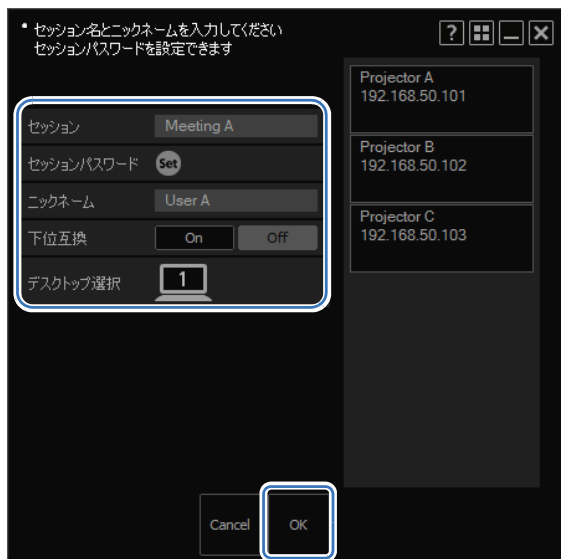 • セッション名とニックネームを入力してください
セッションパスワードを設定できます
?
Projector A
192.168.50.101
Projector B
192.168.50.102
Projector C
192.168.50.103
セッション Meeting A
セッションパスワード Set
ニックネーム User A
下位互換 On Off
デスクトップ選択 1
Cancel OK